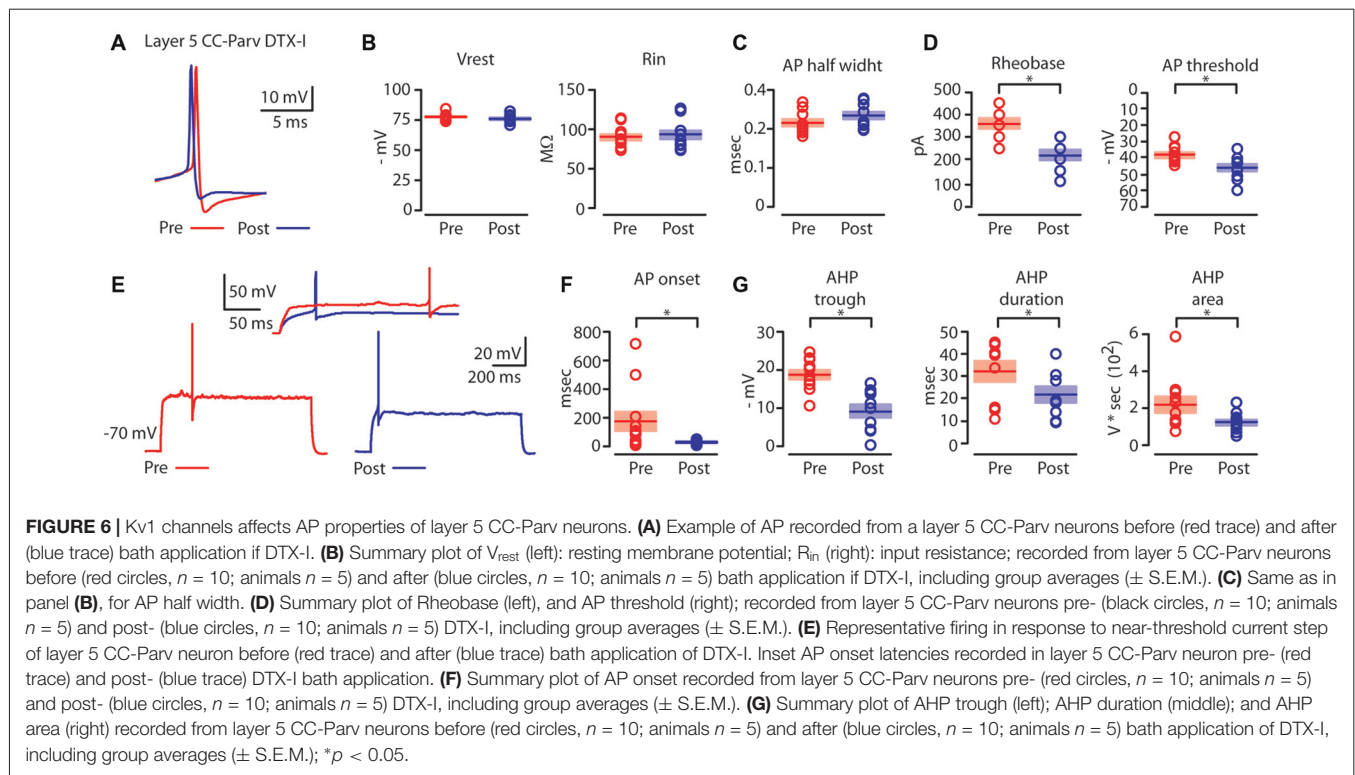 A Layer 5 CC-Parv DTX-I
10 mV
5 ms
Pre Post
B
Vrest
- mV
100
75
50
25
0
Pre Post
Rin
MΩ
200
150
100
50
0
Pre Post
C
AP half widht
msec
0.4
0.2
0.1
0
Pre Post
D
Rheobase
*
pA
500
400
300
200
100
0
Pre Post
AP threshold
*
- mV
0
10
20
30
40
50
60
70
Pre Post
E
50 mV
50 ms
20 mV
200 ms
-70 mV
Pre
Post
F
AP onset
*
msec
800
600
400
200
0
Pre Post
G
AHP
trough
*
- mV
30
20
10
0
Pre Post
AHP
duration
*
msec
50
40
30
20
10
0
Pre Post
AHP
area
*
V * sec (10²)
6
4
2
0
Pre Post
FIGURE 6 | Kv1 channels affects AP properties of layer 5 CC-Parv neurons. (A) Example of AP recorded from a layer 5 CC-Parv neurons before (red trace) and after
(blue trace) bath application if DTX-I. (B) Summary plot of Vrest (left): resting membrane potential; Rin (right): input resistance; recorded from layer 5 CC-Parv neurons
before (red circles, n = 10; animals n = 5) and after (blue circles, n = 10; animals n = 5) bath application if DTX-I, including group averages (± S.E.M.). (C) Same as in
panel (B), for AP half width. (D) Summary plot of Rheobase (left), and AP threshold (right); recorded from layer 5 CC-Parv neurons pre- (black circles, n = 10; animals
n = 5) and post- (blue circles, n = 10; animals n = 5) DTX-I, including group averages (± S.E.M.). (E) Representative firing in response to near-threshold current step
of layer 5 CC-Parv neuron before (red trace) and after (blue trace) bath application of DTX-I. Inset AP onset latencies recorded in layer 5 CC-Parv neuron pre- (red
trace) and post- (blue trace) DTX-I bath application. (F) Summary plot of AP onset recorded from layer 5 CC-Parv neurons pre- (red circles, n = 10; animals n = 5)
and post- (blue circles, n = 10; animals n = 5) DTX-I, including group averages (± S.E.M.). (G) Summary plot of AHP trough (left); AHP duration (middle); and AHP
area (right) recorded from layer 5 CC-Parv neurons before (red circles, n = 10; animals n = 5) and after (blue circles, n = 10; animals n = 5) bath application of DTX-I,
including group averages (± S.E.M.); *p < 0.05.